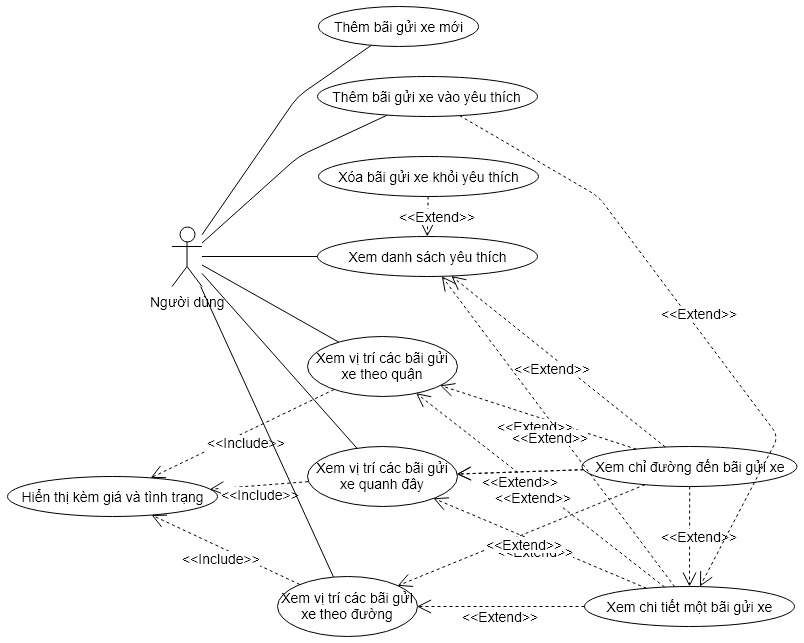 Thêm bãi gửi xe mới
Thêm bãi gửi xe vào yêu thích
Xóa bãi gửi xe khỏi yêu thích
<<Extend>>
Xem danh sách yêu thích
Người dùng
<<Extend>>
Xem vị trí các bãi gửi
xe theo quận
<<Extend>>
<<Extend>>
<<Extend>>
<<Include>>
Xem vị trí các bãi gửi
xe quanh đây
Xem chỉ đường đến bãi gửi xe
<<Extend>>
Hiển thị kèm giá và tình trạng
<<Include>>
<<Extend>>
<<Extend>>
<<Extend>>
<<Extend>>
<<Include>>
Xem vị trí các bãi gửi
xe theo đường
Xem chi tiết một bãi gửi xe
<<Extend>>